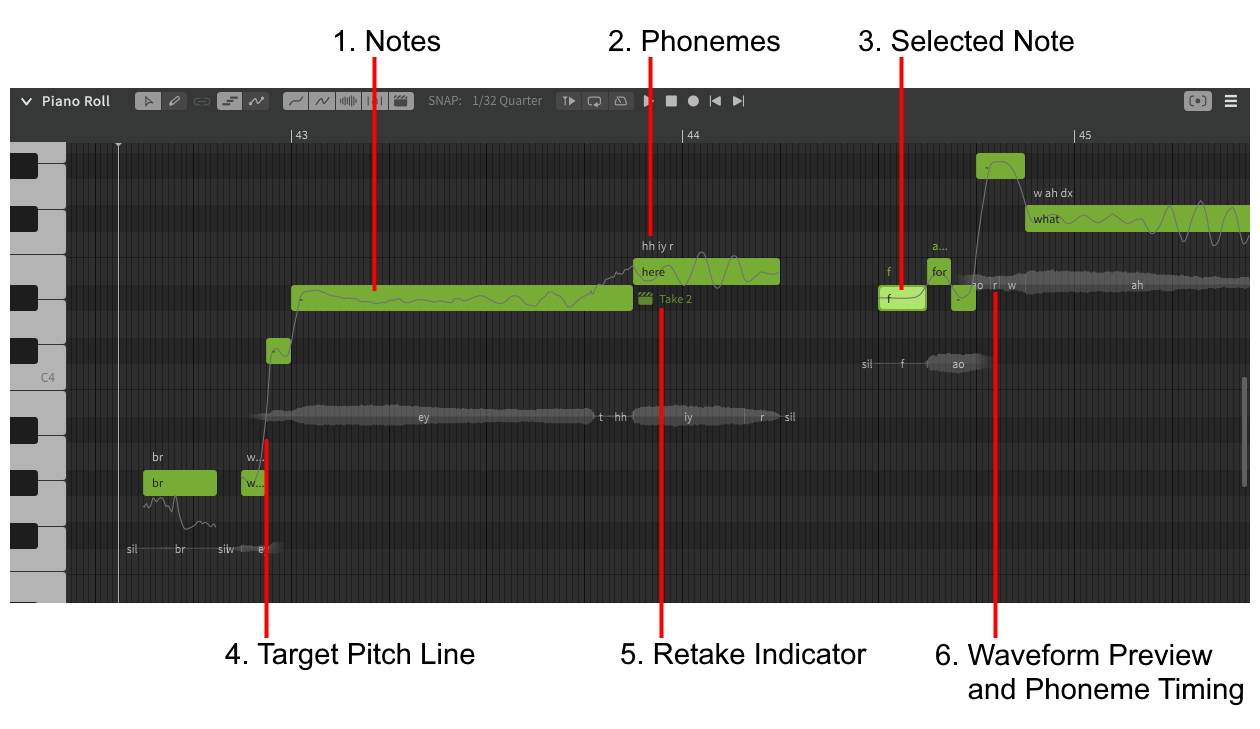 1. Notes
2. Phonemes
3. Selected Note
Piano Roll
SNAP: 1/32 Quarter
43
44
45
w ah dx
what
hh iy r
a...
here
f
for
-
-
f
-
Take 2
ao r w
ah
-
C4
sil f ao
ey
t hh iy r sil
br
w...
br
w...
sil br sil w
4. Target Pitch Line
5. Retake Indicator
6. Waveform Preview
and Phoneme Timing